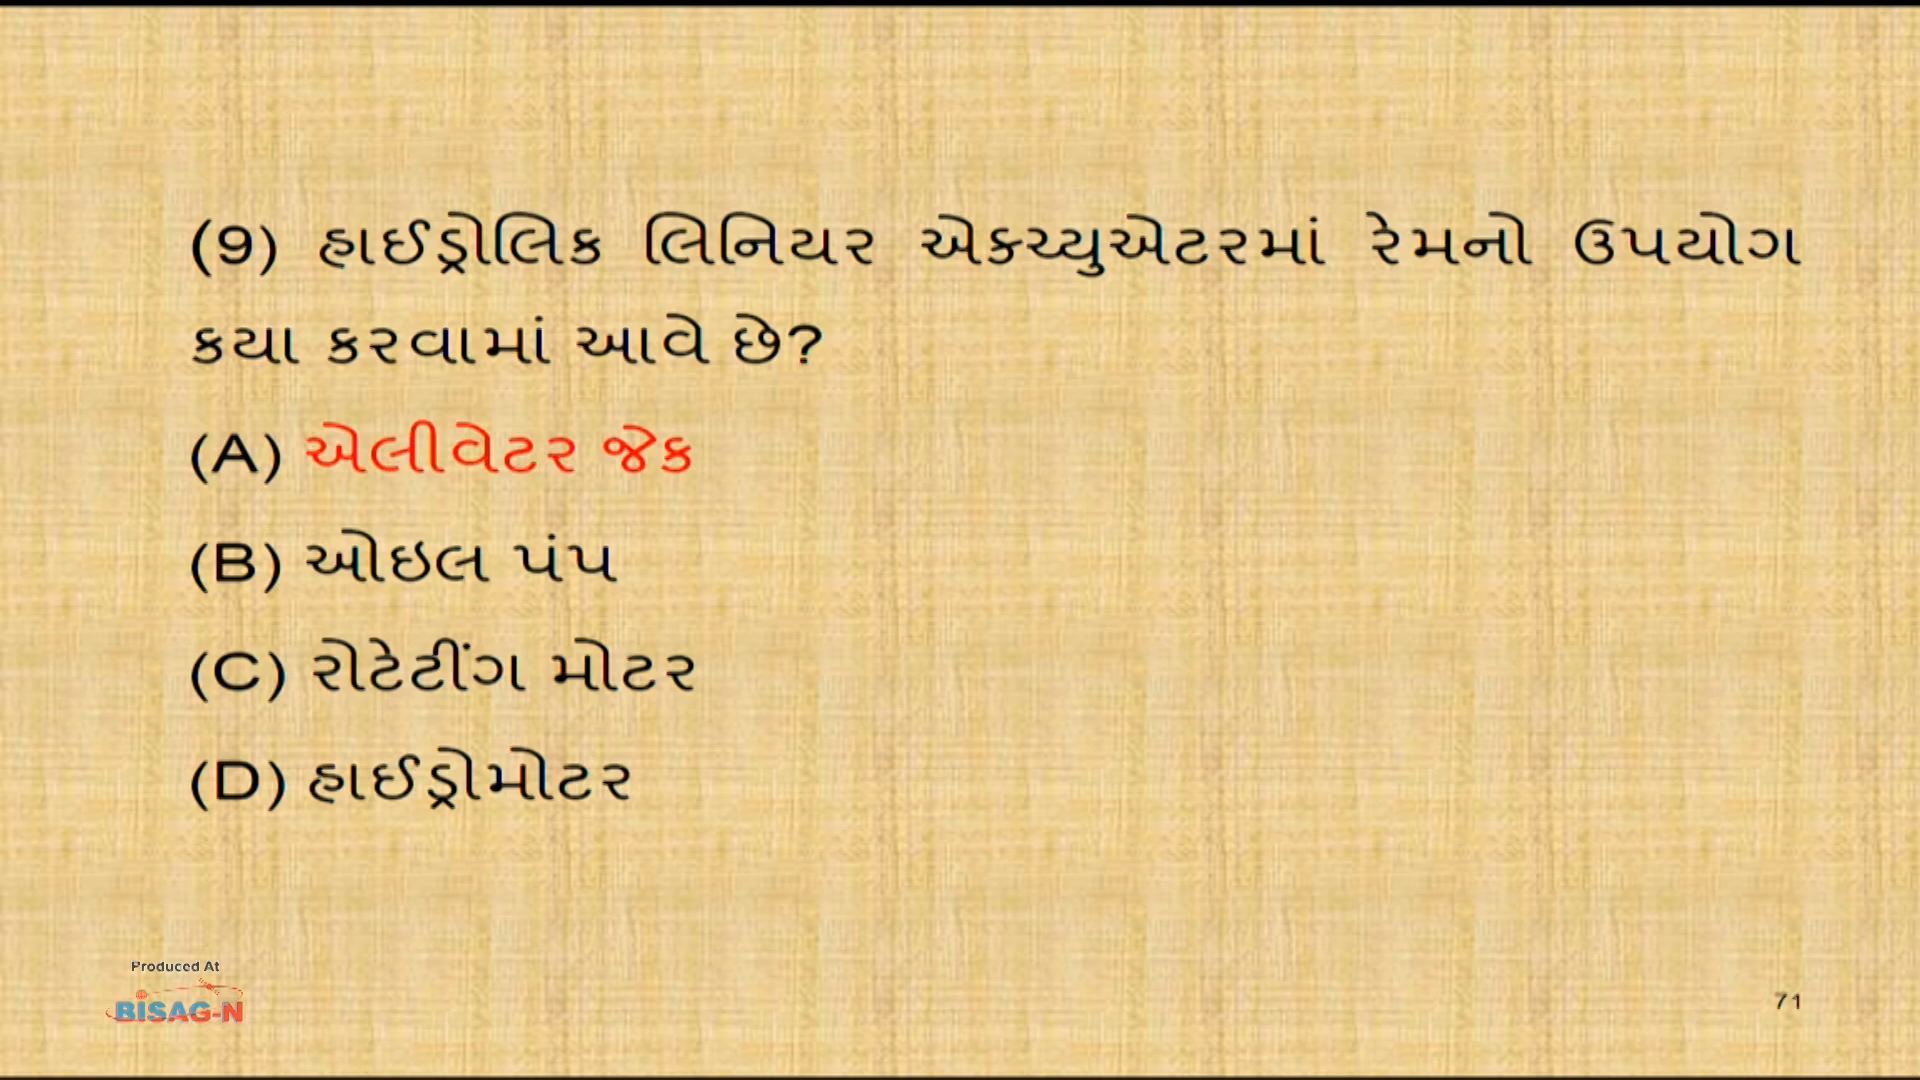 (9) હાઈડ્રોલિક લિનિયર એકચ્યુએટરમાં રેમનો ઉપયોગ
કયા કરવામાં આવે છે?
(A) એલીવેટર જેક
(B) ઓઇલ પંપ
(C) રોટેટીંગ મોટર
(D) હાઈડ્રોમોટર
Produced At
BISAG-N
71